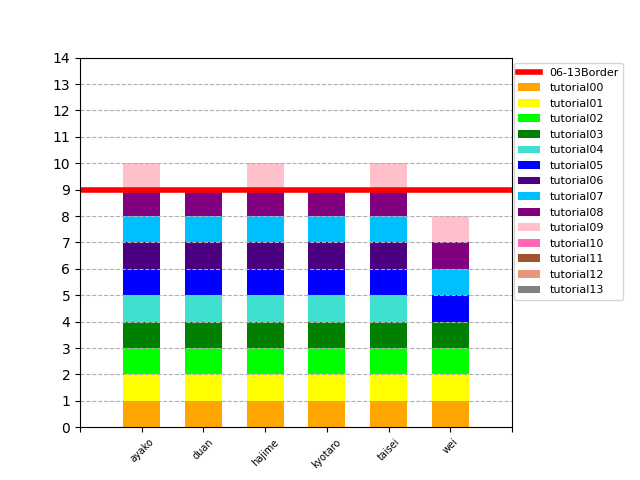 14
13
12
11
10
9
8
7
6
5
4
3
2
1
0
ayako
duan
hajime
kyotaro
taisei
wei
06-13Border
tutorial00
tutorial01
tutorial02
tutorial03
tutorial04
tutorial05
tutorial06
tutorial07
tutorial08
tutorial09
tutorial10
tutorial11
tutorial12
tutorial13